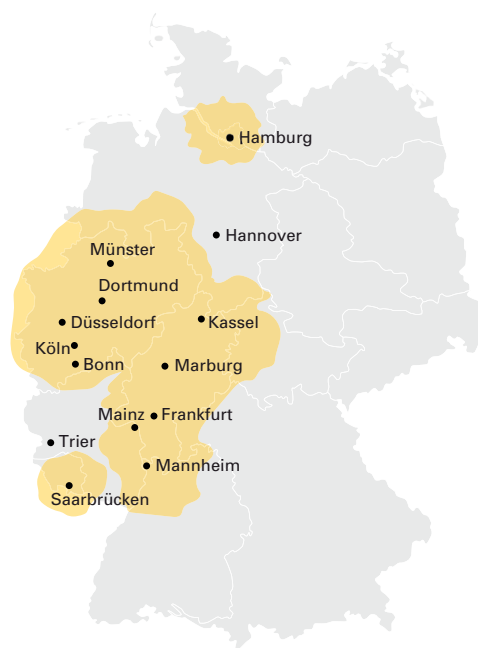 Hamburg
Hannover
Münster
Dortmund
Düsseldorf
Kassel
Köln
Bonn
Marburg
Mainz
Frankfurt
Trier
Mannheim
Saarbrücken